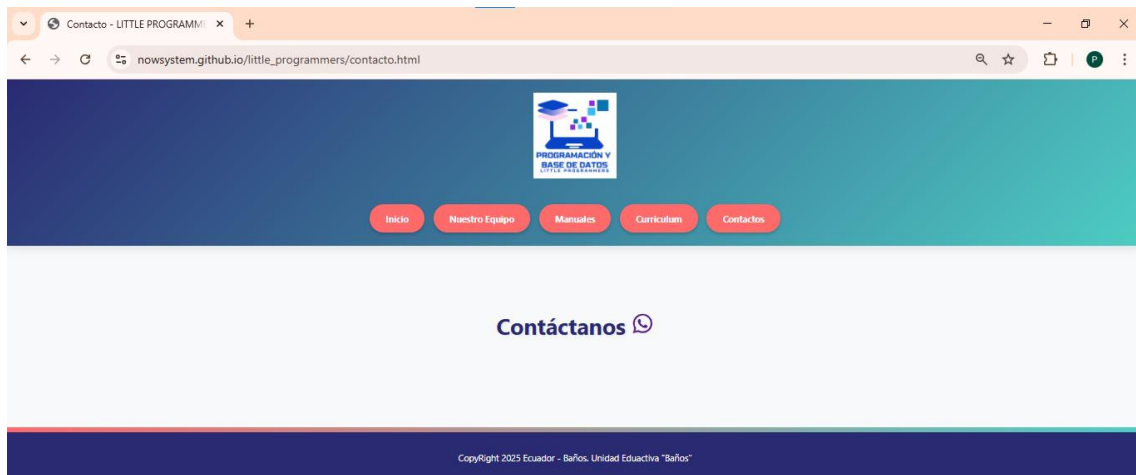 Contacto - LITTLE PROGRAMM
nowsystem.github.io/little_programmers/contacto.html
P
PROGRAMACIÓN Y
BASE DE DATOS
LITTLE PROGRAMMERS
Inicio Nuestro Equipo Manuales Curriculum Contactos
Contáctanos
CopyRight 2025 Ecuador - Baños. Unidad Eduactiva "Baños"